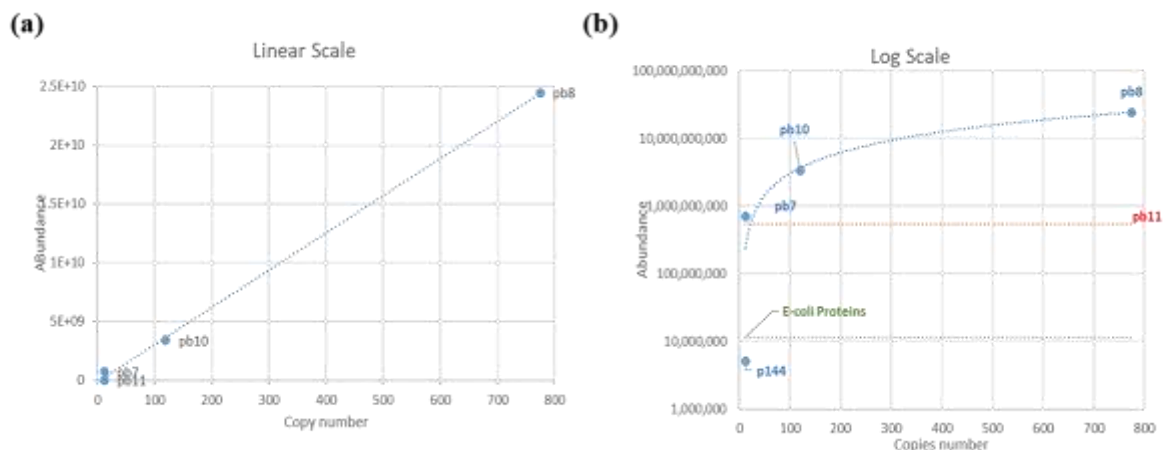 (a)
Linear Scale
2.5E+10
2E+10
1.5E+10
1E+10
5E+09
0
Abundance
pb8
pb10
pb7
pb11
0 100 200 300 400 500 600 700 800
Copy number
(b)
Log Scale
100,000,000,000
10,000,000,000
1,000,000,000
100,000,000
10,000,000
1,000,000
Abundance
pb8
pb10
pb7
pb11
E-coli Proteins
p144
0 100 200 300 400 500 600 700 800
Copies number